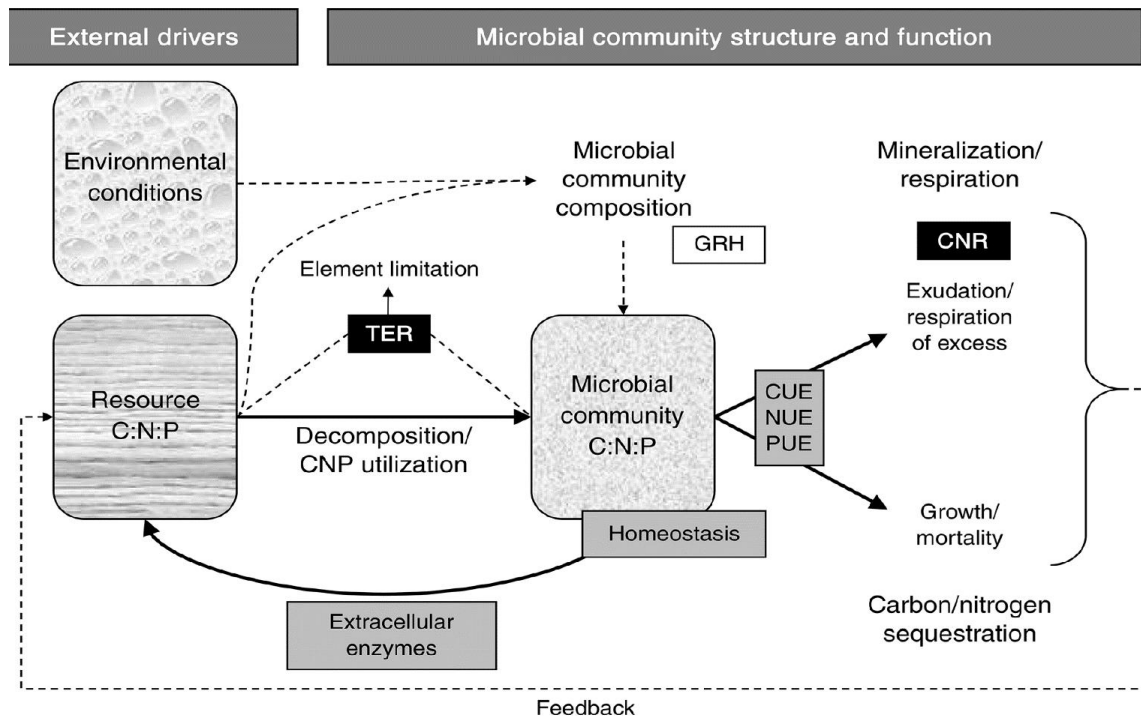 External drivers
Microbial community structure and function
Environmental
conditions
Microbial
community
composition
GRH
Mineralization/
respiration
CNR
Element limitation
TER
Exudation/
respiration
of excess
Resource
C:N:P
Decomposition/
CNP utilization
Microbial
community
C:N:P
CUE
NUE
PUE
Homeostasis
Growth/
mortality
Extracellular
enzymes
Carbon/nitrogen
sequestration
Feedback